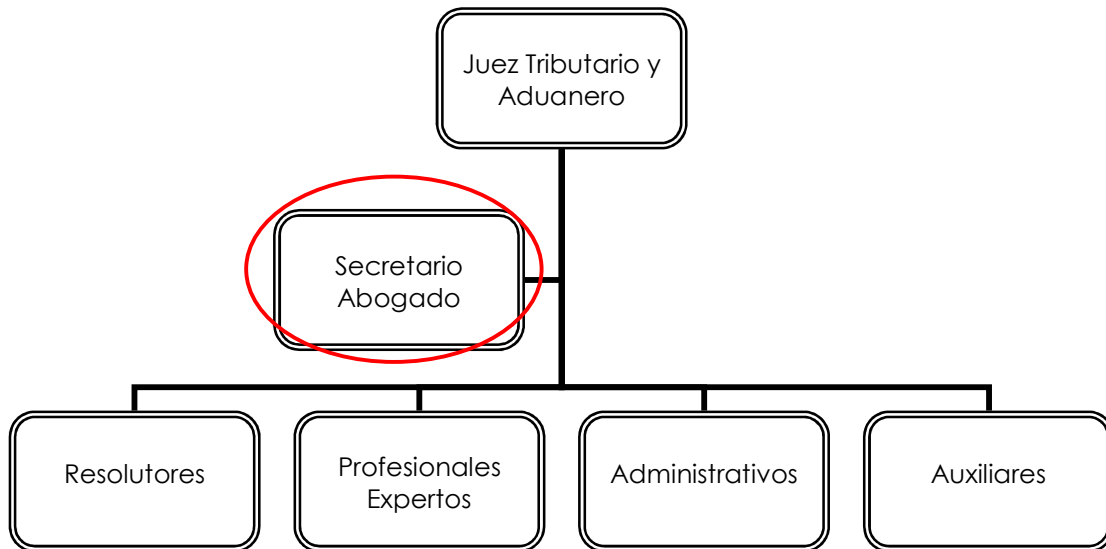 Juez Tributario y
Aduanero
Secretario
Abogado
Resolutores
Profesionales
Expertos
Administrativos
Auxiliares